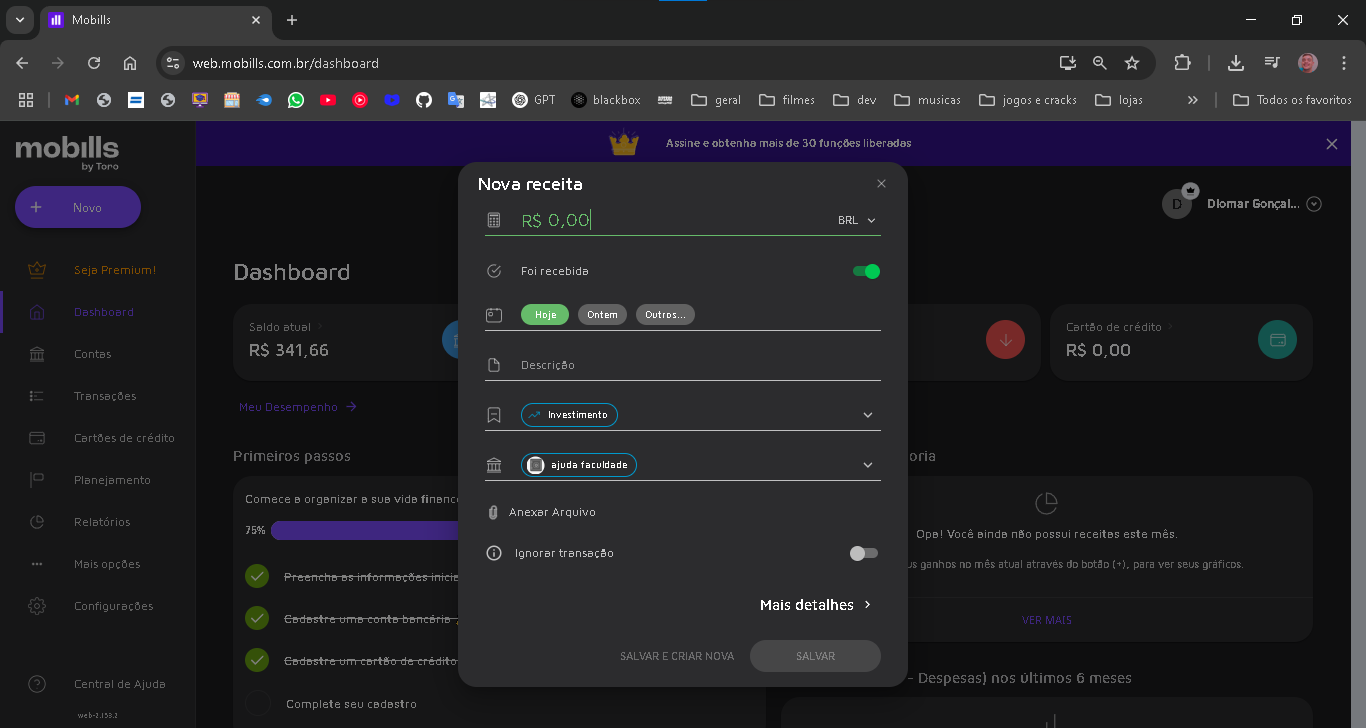 Mobills
web.mobills.com.br/dashboard
GPT
blackbox
geral
filmes
dev
musicas
jogos e cracks
lojas
Todos os favoritos
mobills
by Toro
Assine e obtenha mais de 30 funções liberadas
Novo
Seja Premium!
Dashboard
Contas
Transações
Cartões de crédito
Planejamento
Relatórios
Mais opções
Configurações
Central de Ajuda
web-2.153.2
D
Diomar Gonçal...
Dashboard
Saldo atual
R$ 341,66
Cartão de crédito
R$ 0,00
Meu Desempenho
Primeiros passos
Comece a organizar a sua vida financ
75%
Preencha as informações inicia
Cadastre uma conta bancária
Cadastre um cartão de crédito
Complete seu cadastro
Nova receita
R$ 0,00
BRL
Foi recebida
Hoje
Ontem
Outros...
Descrição
Investimento
ajuda faculdade
Anexar Arquivo
Ignorar transação
Mais detalhes
SALVAR E CRIAR NOVA
SALVAR
oria
Opa! Você ainda não possui receitas este mês.
us ganhos no mês atual através do botão (+), para ver seus gráficos.
VER MAIS
- Despesas) nos últimos 6 meses